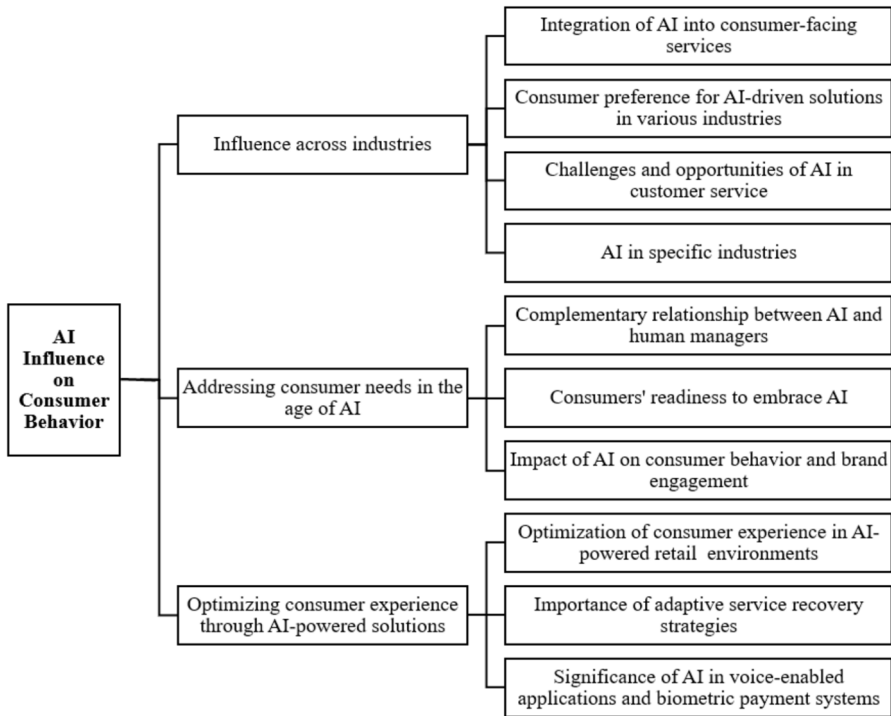 AI
Influence
on
Consumer
Behavior
Influence across industries
Integration of AI into consumer-facing
services
Consumer preference for AI-driven solutions
in various industries
Challenges and opportunities of AI in
customer service
AI in specific industries
Addressing consumer needs in the
age of AI
Complementary relationship between AI and
human managers
Consumers' readiness to embrace AI
Impact of AI on consumer behavior and brand
engagement
Optimizing consumer experience
through AI-powered solutions
Optimization of consumer experience in AI-
powered retail environments
Importance of adaptive service recovery
strategies
Significance of AI in voice-enabled
applications and biometric payment systems